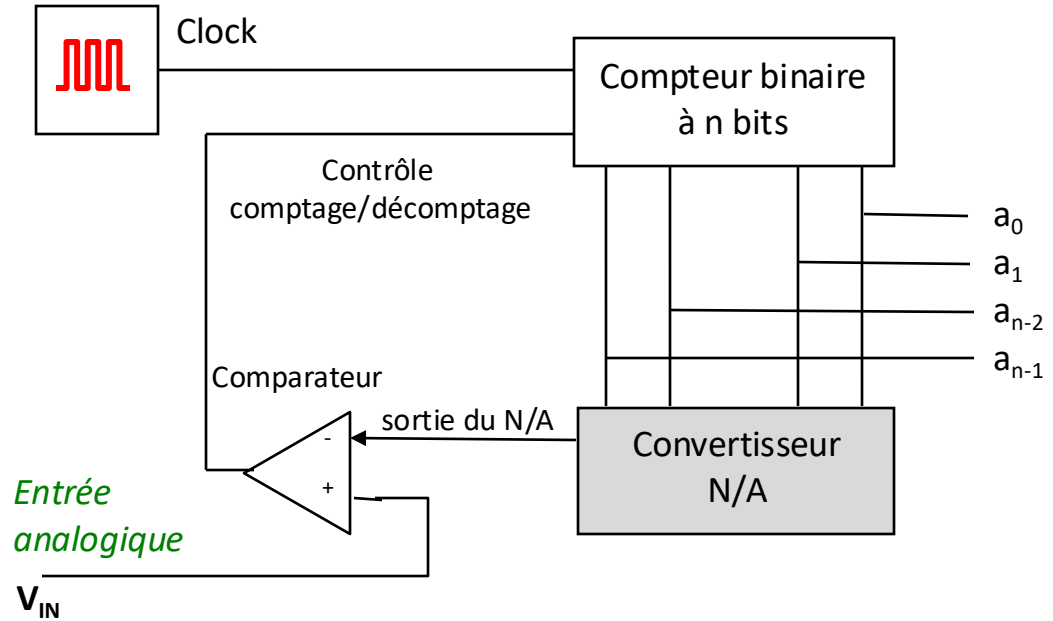 Clock
Compteur binaire
à n bits
Contrôle
comptage/décomptage
a0
a1
an-2
an-1
Comparateur
sortie du N/A
-
+
Convertisseur
N/A
Entrée
analogique
VIN